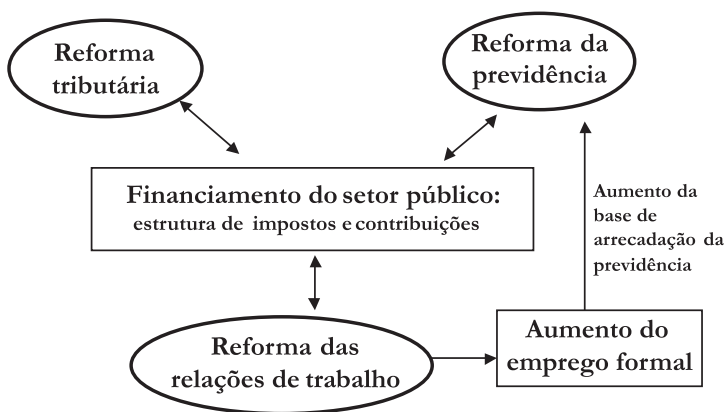 Reforma
tributária
Reforma da
previdência
Financiamento do setor público:
estrutura de impostos e contribuições
Aumento da
base de
arrecadação da
previdência
Reforma das
relações de trabalho
Aumento do
emprego formal